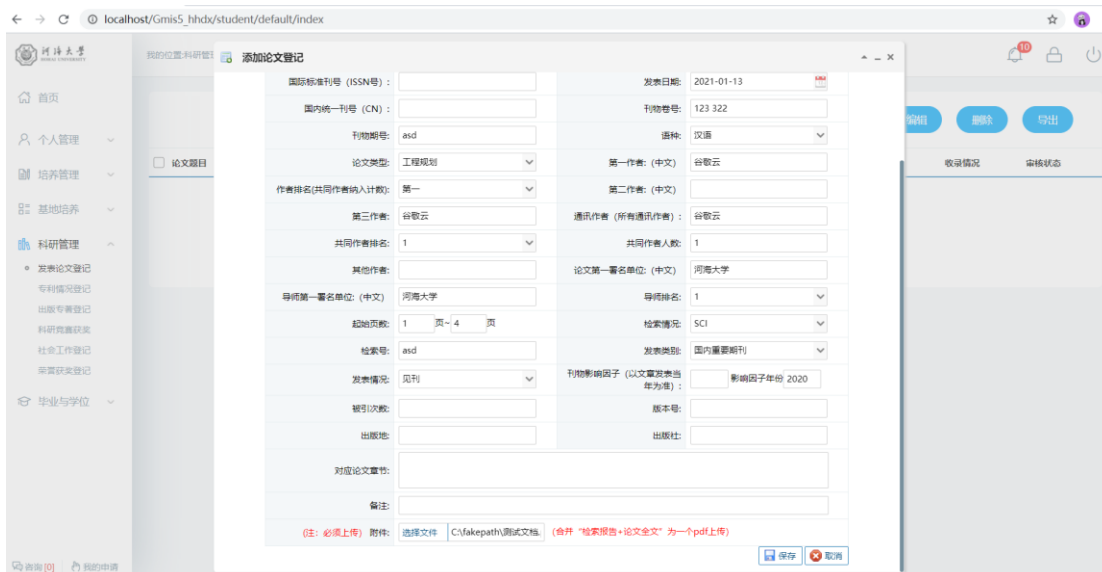 localhost/Gmis5_hhdx/student/default/index
河海大学
HOHAI UNIVERSITY
我的位置:科研管理
添加论文登记
10
首页
个人管理
培养管理
基地培养
科研管理
发表论文登记
专利情况登记
出版专著登记
科研竞赛获奖
社会工作登记
荣誉获奖登记
毕业与学位
咨询[0] 我的申请
编辑 删除 导出
论文题目 收录情况 审核状态
国际标准刊号（ISSN号）: 发表日期: 2021-01-13
国内统一刊号（CN）: 刊物卷号: 123 322
刊物期号: asd 语种: 汉语
论文类型: 工程规划 第一作者:（中文） 谷敬云
作者排名(共同作者纳入计数): 第一 第二作者:（中文）
第三作者: 谷敬云 通讯作者（所有通讯作者）: 谷敬云
共同作者排名: 1 共同作者人数: 1
其他作者: 论文第一署名单位:（中文） 河海大学
导师第一署名单位:（中文） 河海大学 导师排名: 1
起始页数: 1 页~ 4 页 检索情况: SCI
检索号: asd 发表类别: 国内重要期刊
发表情况: 见刊 刊物影响因子（以文章发表当
年为准）: 影响因子年份 2020
被引次数: 版本号:
出版地: 出版社:
对应论文章节:
备注:
(注：必须上传) 附件: 选择文件 C:\fakepath\测试文档. (合并“检索报告+论文全文”为一个pdf上传)
保存 取消